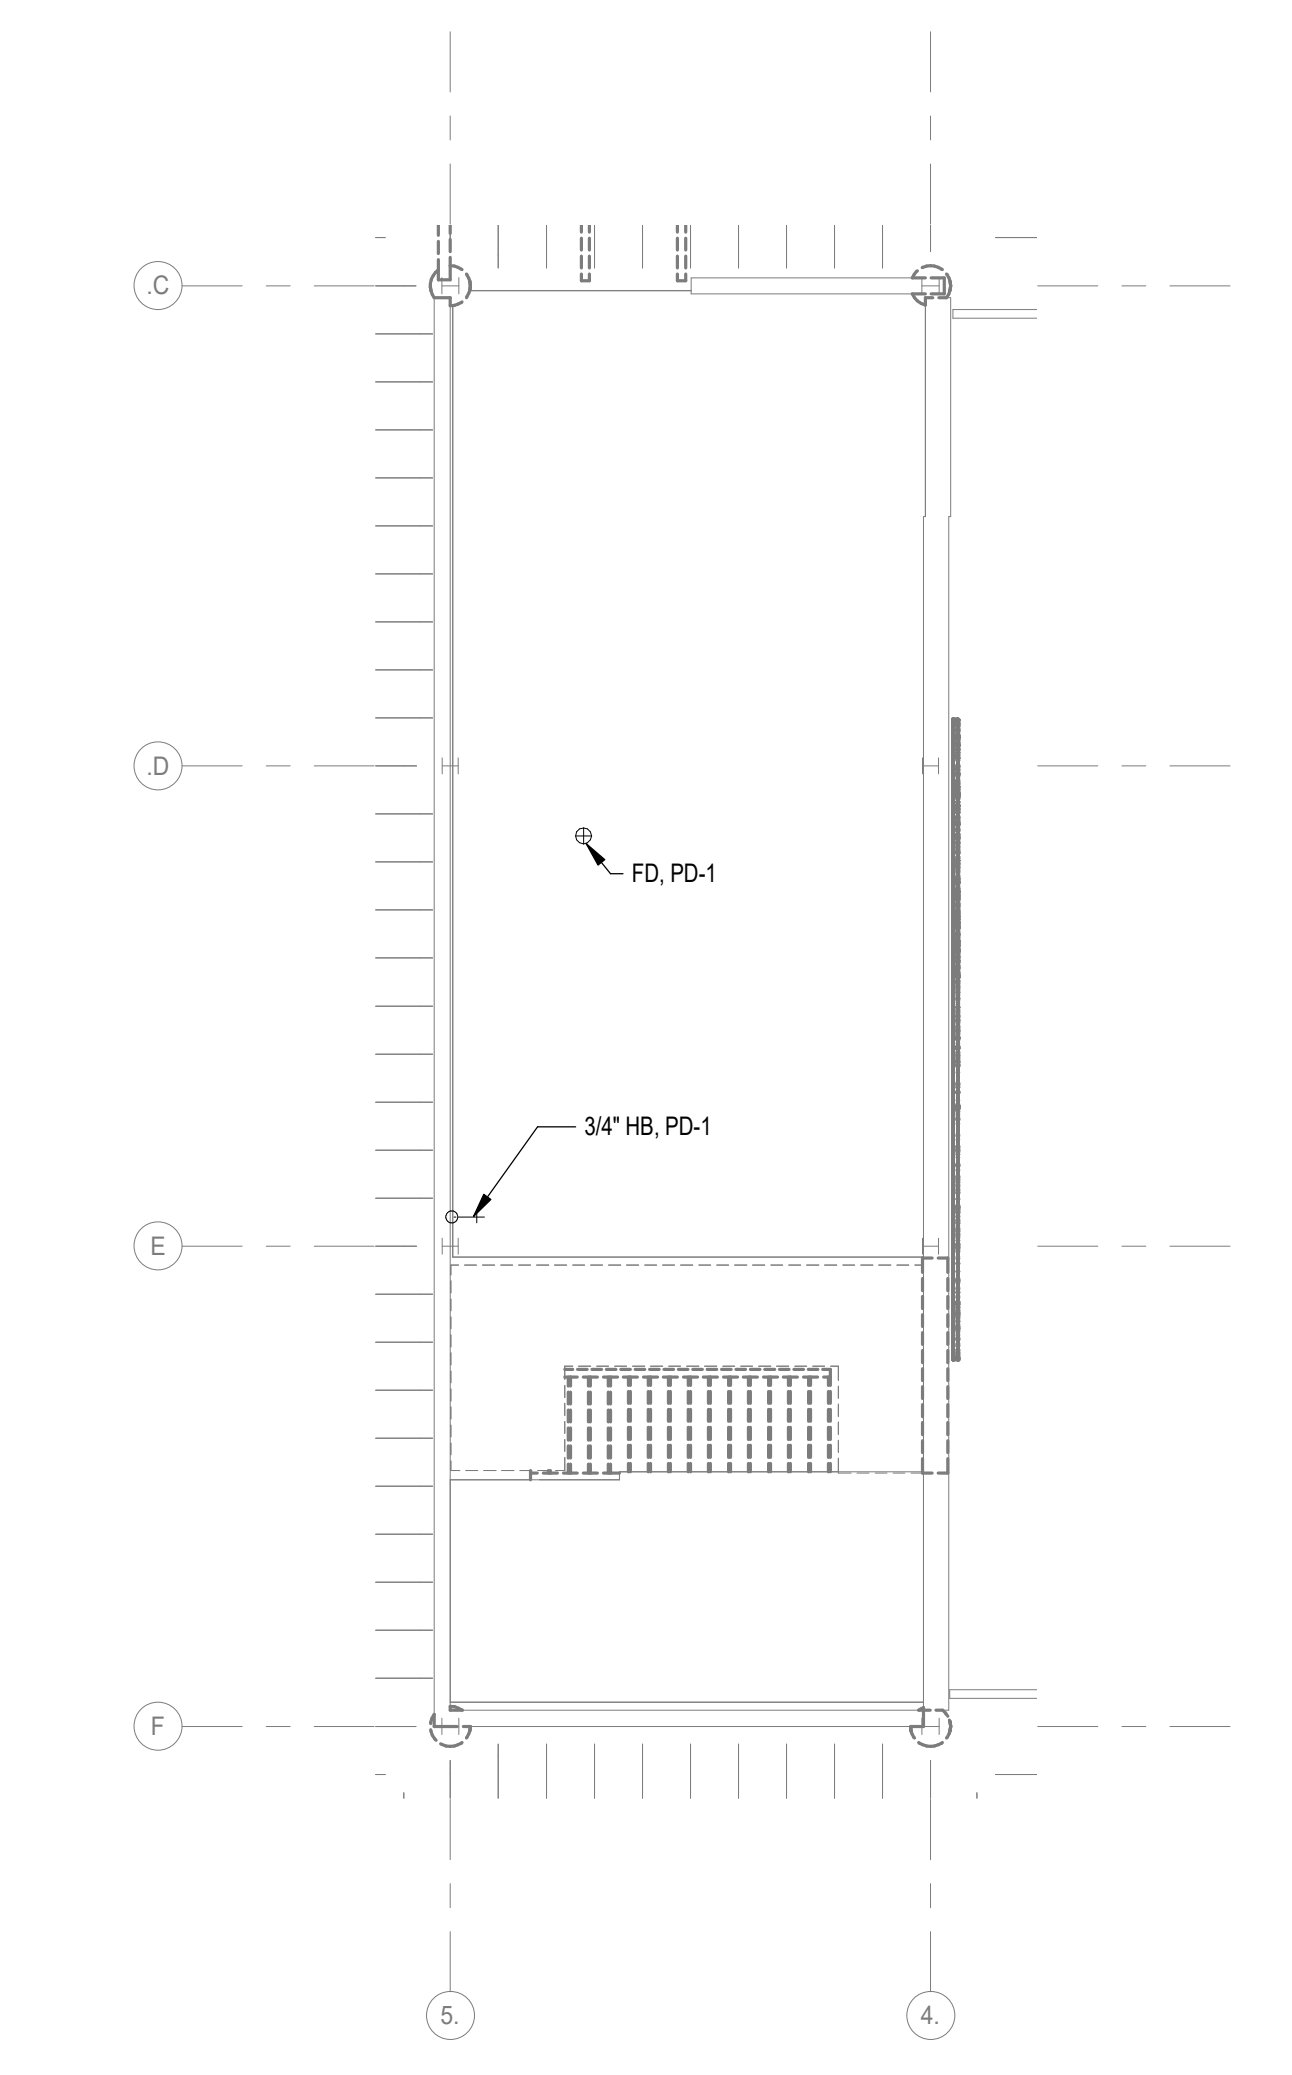 .C
.D
FD, PD-1
3/4" HB, PD-1
E
F
5.
4.